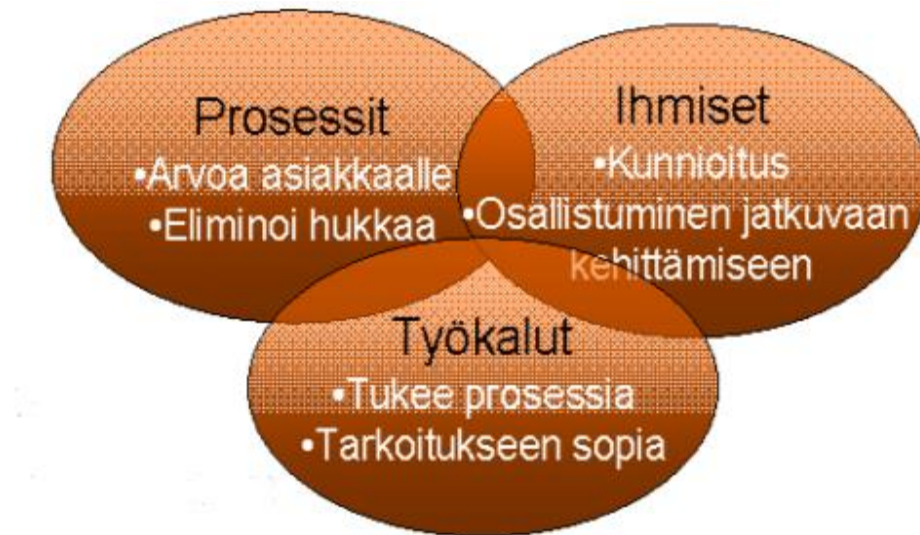 Prosessit
•Arvoa asiakkaalle
•Eliminoi hukkaa
Ihmiset
•Kunnioitus
•Osallistuminen jatkuvaan
kehittämiseen
Työkalut
•Tukee prosessia
•Tarkoitukseen sopia